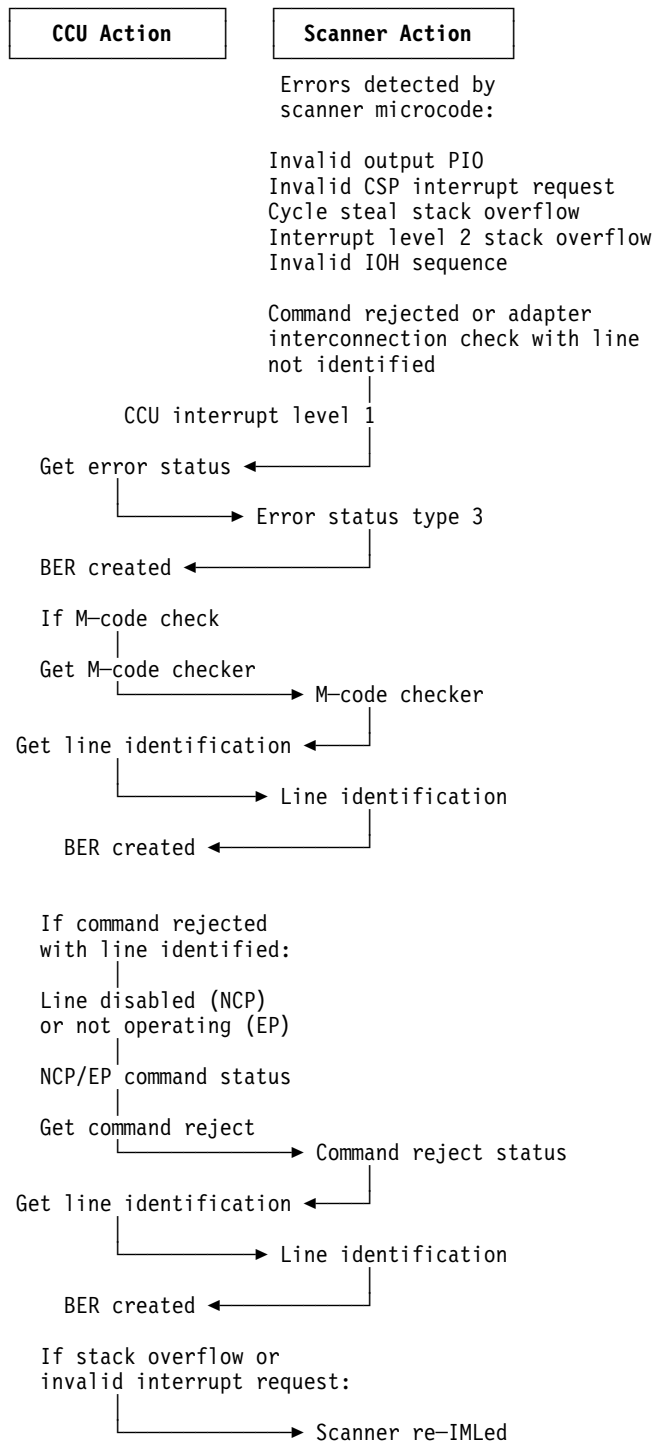 CCU Action Scanner Action
Errors detected by
scanner microcode:
Invalid output PIO
Invalid CSP interrupt request
Cycle steal stack overflow
Interrupt level 2 stack overflow
Invalid IOH sequence
Command rejected or adapter
interconnection check with line
not identified
CCU interrupt level 1
Get error status
Error status type 3
BER created
If M—code check
Get M—code checker
M—code checker
Get line identification
Line identification
BER created
If command rejected
with line identified:
Line disabled (NCP)
or not operating (EP)
NCP/EP command status
Get command reject
Command reject status
Get line identification
Line identification
BER created
If stack overflow or
invalid interrupt request:
Scanner re—IMLed